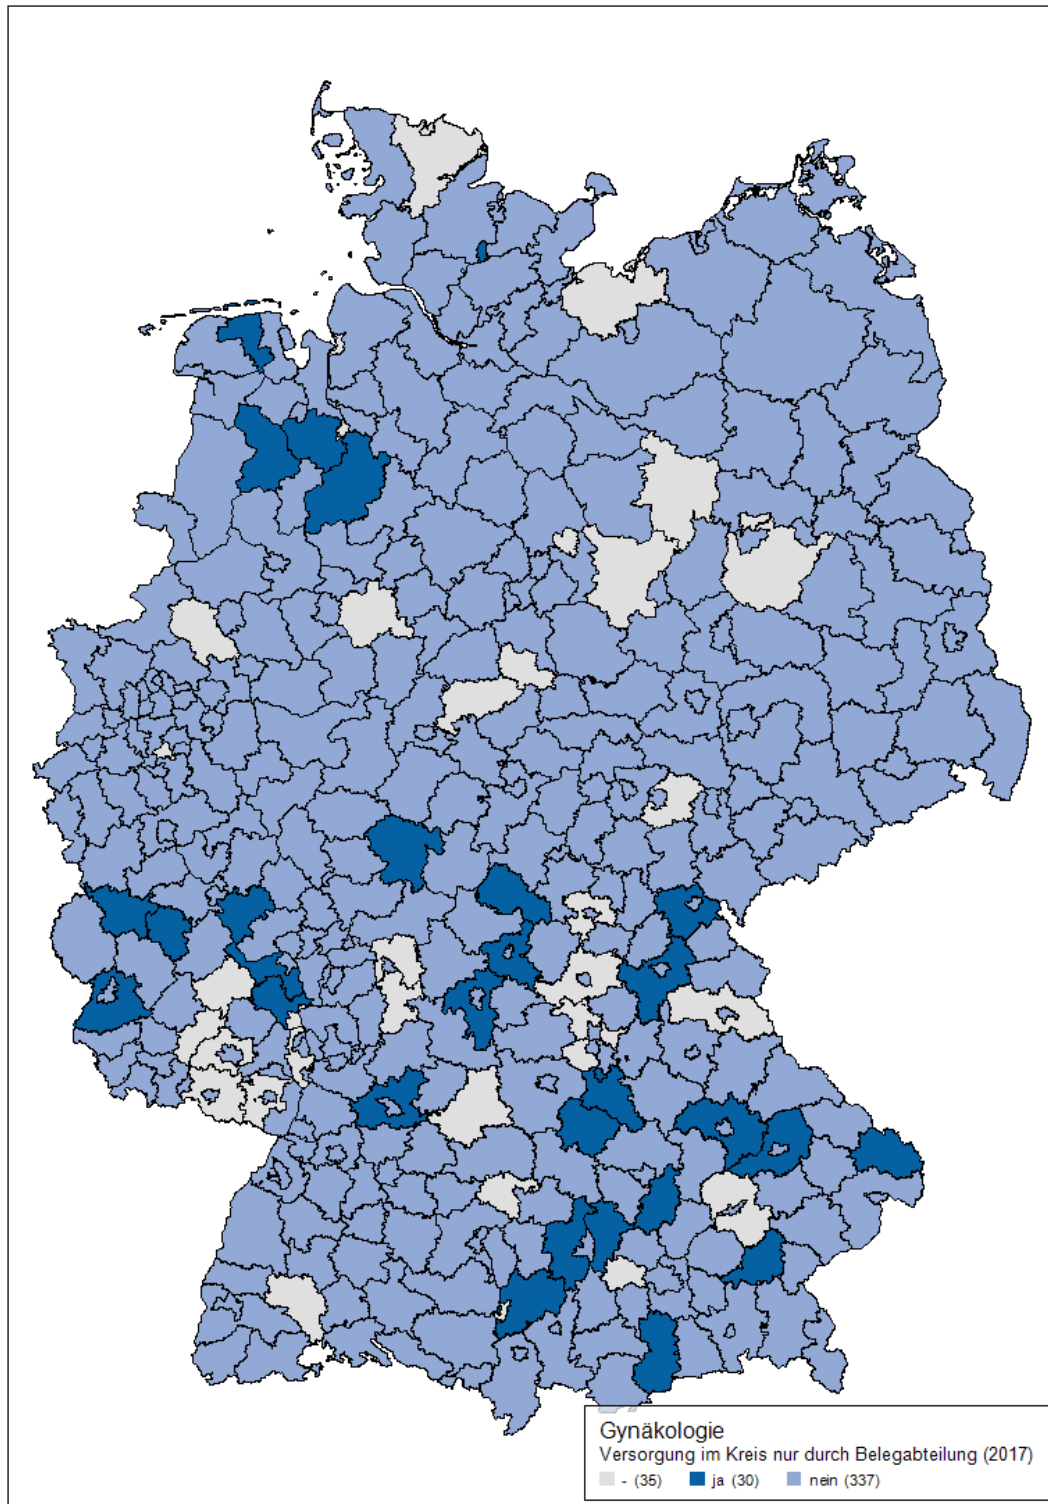 Gynäkologie
Versorgung im Kreis nur durch Belegabteilung (2017)
- (35) ja (30) nein (337)